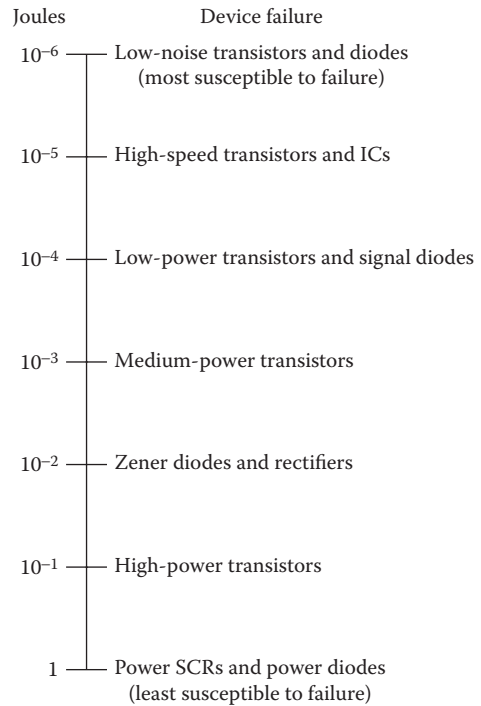 Joules Device failure
10⁻⁶ Low-noise transistors and diodes
(most susceptible to failure)
10⁻⁵ High-speed transistors and ICs
10⁻⁴ Low-power transistors and signal diodes
10⁻³ Medium-power transistors
10⁻² Zener diodes and rectifiers
10⁻¹ High-power transistors
1 Power SCRs and power diodes
(least susceptible to failure)